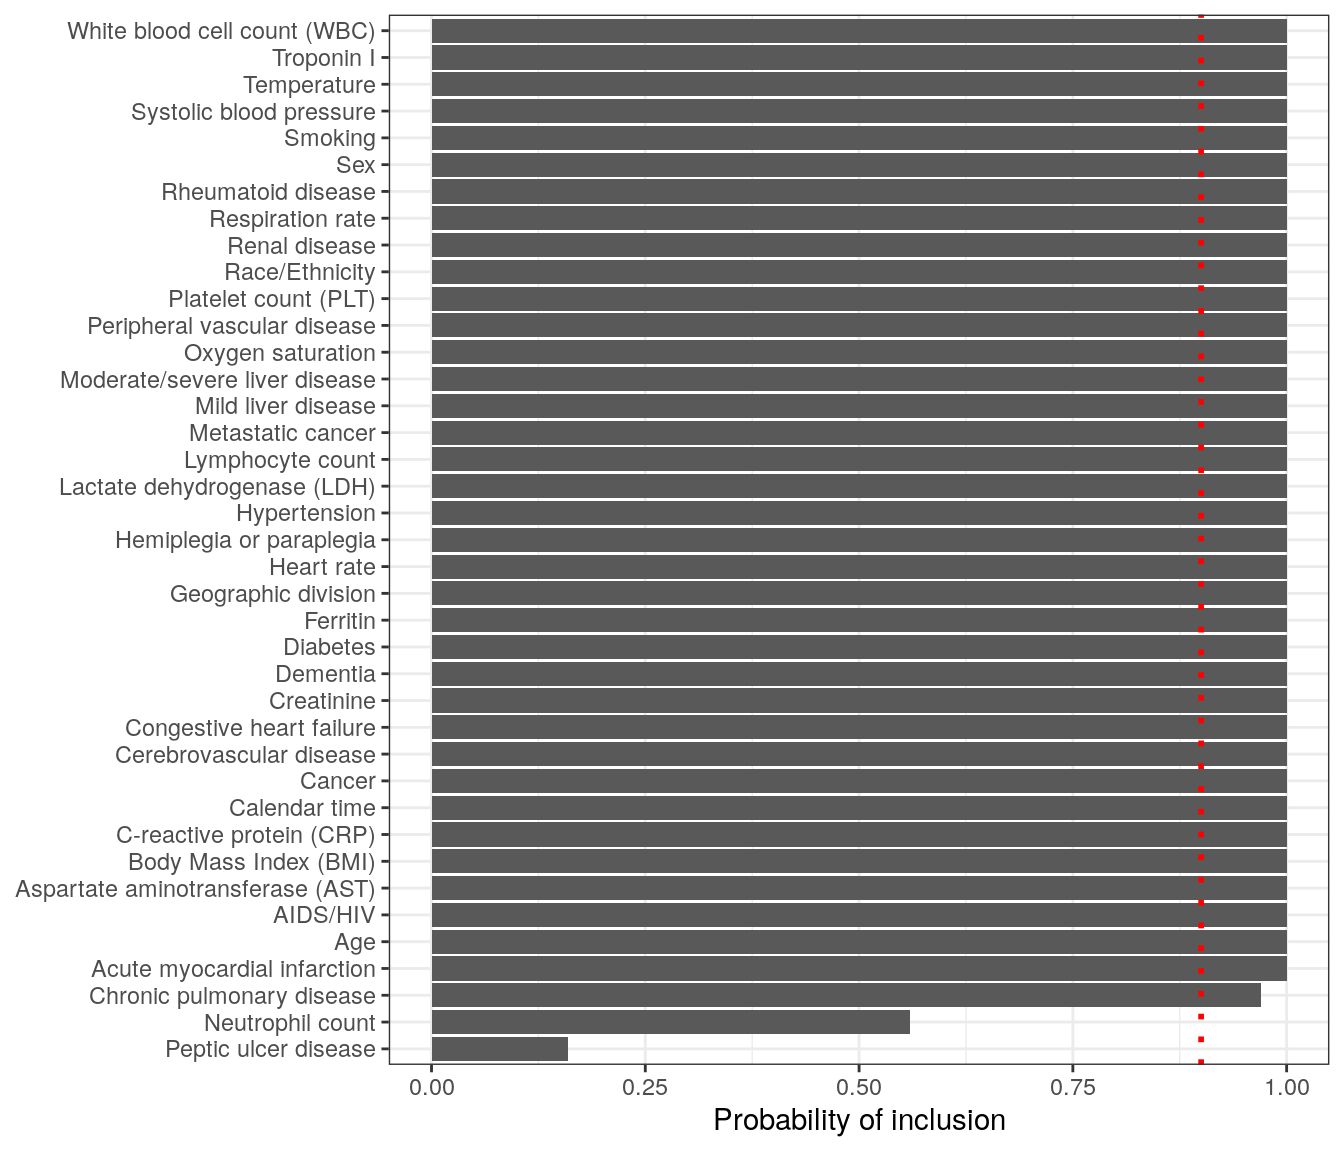 White blood cell count (WBC)
Troponin I
Temperature
Systolic blood pressure
Smoking
Sex
Rheumatoid disease
Respiration rate
Renal disease
Race/Ethnicity
Platelet count (PLT)
Peripheral vascular disease
Oxygen saturation
Moderate/severe liver disease
Mild liver disease
Metastatic cancer
Lymphocyte count
Lactate dehydrogenase (LDH)
Hypertension
Hemiplegia or paraplegia
Heart rate
Geographic division
Ferritin
Diabetes
Dementia
Creatinine
Congestive heart failure
Cerebrovascular disease
Cancer
Calendar time
C-reactive protein (CRP)
Body Mass Index (BMI)
Aspartate aminotransferase (AST)
AIDS/HIV
Age
Acute myocardial infarction
Chronic pulmonary disease
Neutrophil count
Peptic ulcer disease
0.00 0.25 0.50 0.75 1.00
Probability of inclusion